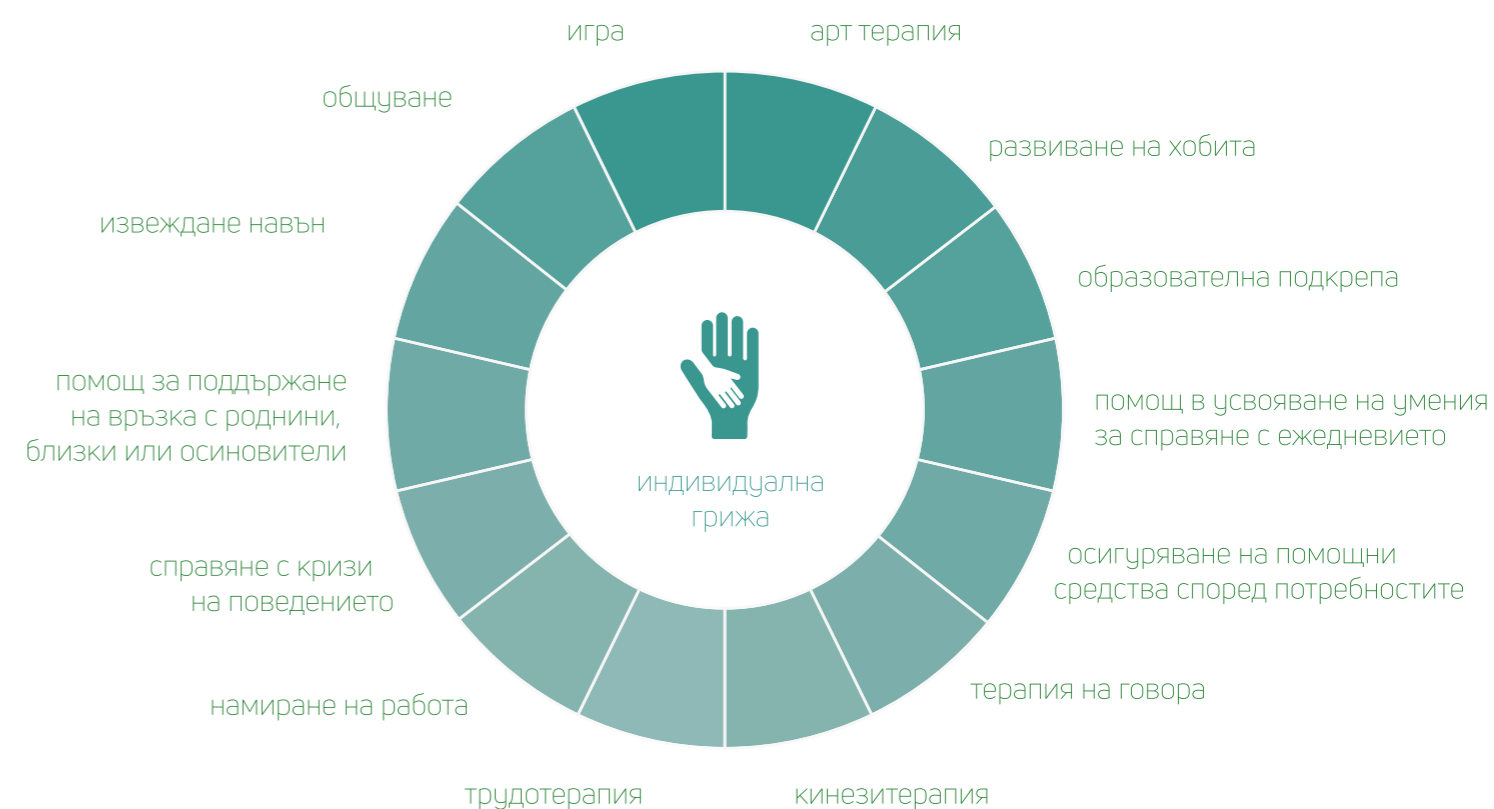 игра
арт терапия
развиване на хобита
образователна подкрепа
помощ в усвояване на умения
за справяне с ежедневието
осигуряване на помощни
средства според потребностите
терапия на говора
кинезитерапия
трудотерапия
намиране на работа
справяне с кризи
на поведението
помощ за поддържане
на връзка с роднини,
близки или осиновители
извеждане навън
общуване
индивидуална
грижа